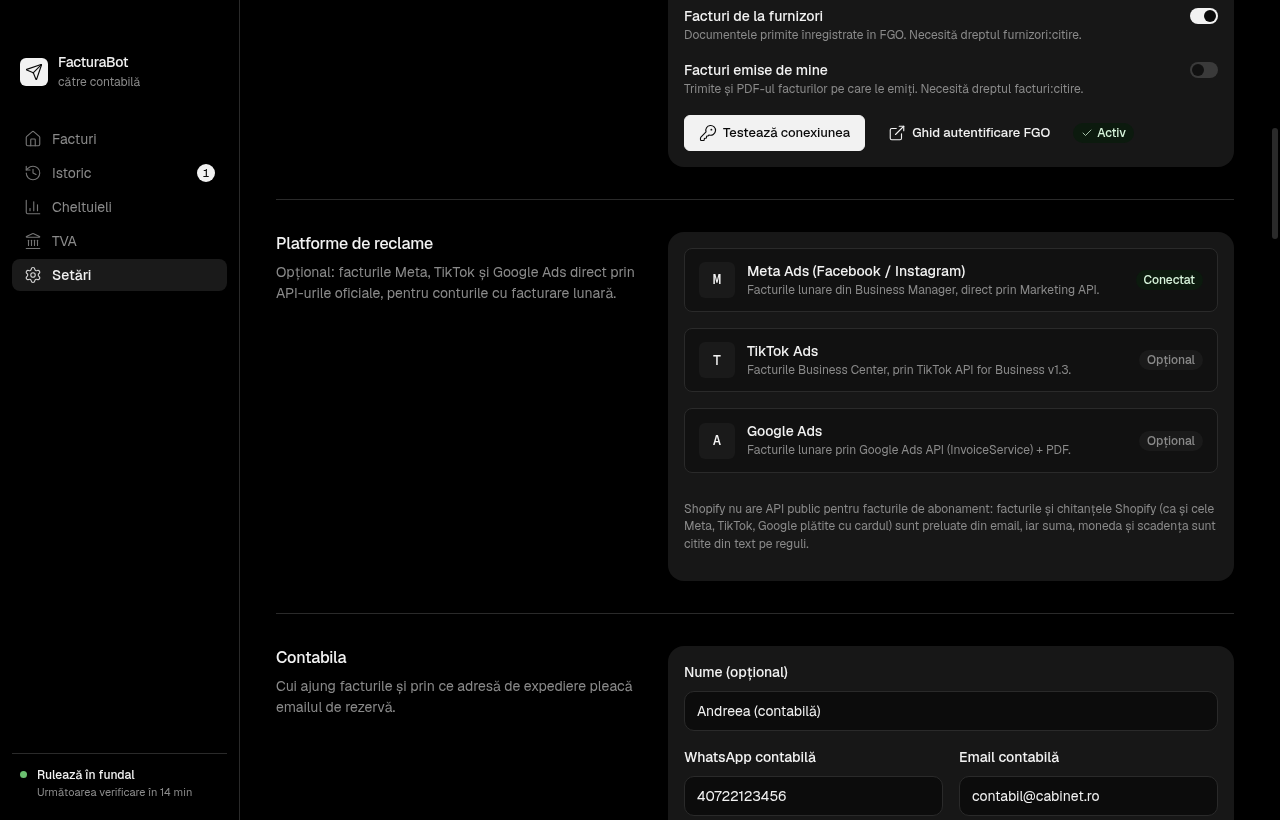 FacturaBot
către contabilă
Facturi
Istoric
1
Cheltuieli
TVA
Setări
Rulează în fundal
Următoarea verificare în 14 min
Facturi de la furnizori
Documentele primite înregistrate în FGO. Necesită dreptul furnizori:citire.
Facturi emise de mine
Trimite și PDF-ul facturilor pe care le emiți. Necesită dreptul facturi:citire.
Testează conexiunea
Ghid autentificare FGO
Activ
Platforme de reclame
Opțional: facturile Meta, TikTok și Google Ads direct prin
API-urile oficiale, pentru conturile cu facturare lunară.
M
Meta Ads (Facebook / Instagram)
Facturile lunare din Business Manager, direct prin Marketing API.
Conectat
T
TikTok Ads
Facturile Business Center, prin TikTok API for Business v1.3.
Opțional
A
Google Ads
Facturile lunare prin Google Ads API (InvoiceService) + PDF.
Opțional
Shopify nu are API public pentru facturile de abonament: facturile și chitanțele Shopify (ca și cele
Meta, TikTok, Google plătite cu cardul) sunt preluate din email, iar suma, moneda și scadența sunt
citite din text pe reguli.
Contabila
Cui ajung facturile și prin ce adresă de expediere pleacă
emailul de rezervă.
Nume (opțional)
Andreea (contabilă)
WhatsApp contabilă
Email contabilă
40722123456
contabil@cabinet.ro